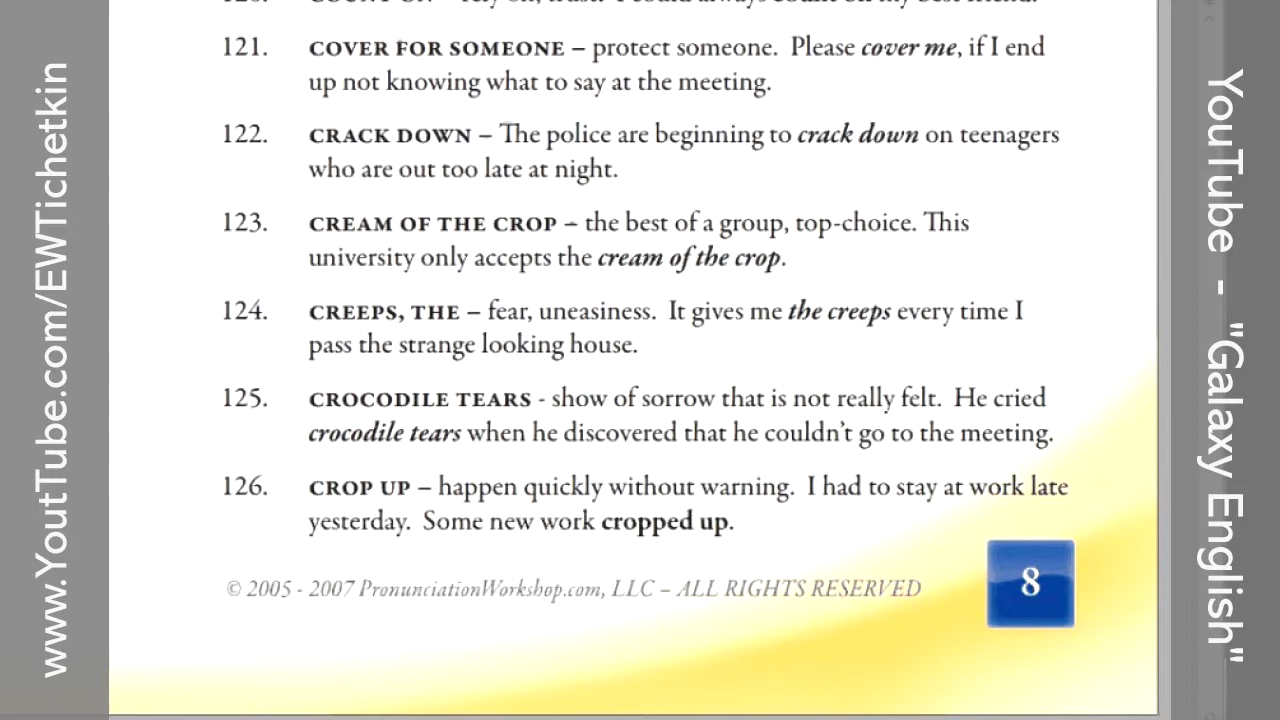 121. COVER FOR SOMEONE – protect someone. Please cover me, if I end
up not knowing what to say at the meeting.
122. CRACK DOWN – The police are beginning to crack down on teenagers
who are out too late at night.
123. CREAM OF THE CROP – the best of a group, top-choice. This
university only accepts the cream of the crop.
124. CREEPS, THE – fear, uneasiness. It gives me the creeps every time I
pass the strange looking house.
125. CROCODILE TEARS - show of sorrow that is not really felt. He cried
crocodile tears when he discovered that he couldn't go to the meeting.
126. CROP UP – happen quickly without warning. I had to stay at work late
yesterday. Some new work cropped up.
© 2005 - 2007 PronunciationWorkshop.com, LLC – ALL RIGHTS RESERVED
8
www.YoutTube.com/EWTichetkin
YouTube - "Galaxy English"